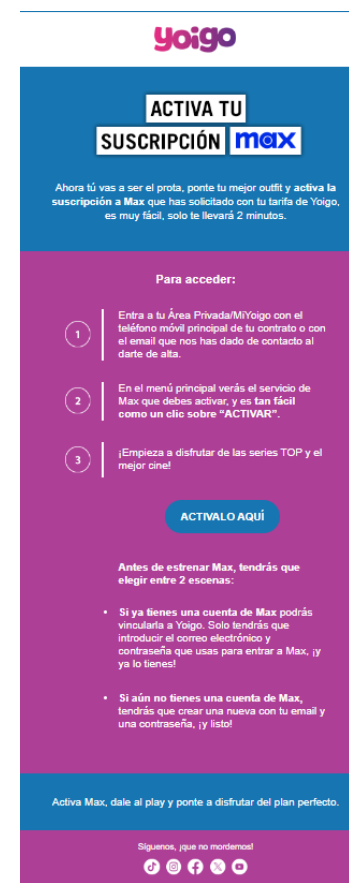 yoigo
ACTIVA TU
SUSCRIPCIÓN max
Ahora tú vas a ser el prota, ponte tu mejor outfit y activa la
suscripción a Max que has solicitado con tu tarifa de Yoigo,
es muy fácil, solo te llevará 2 minutos.
Para acceder:
1
Entra a tu Área Privada/MiYoigo con el
teléfono móvil principal de tu contrato o con
el email que nos has dado de contacto al
darte de alta.
2
En el menú principal verás el servicio de
Max que debes activar, y es tan fácil
como un clic sobre “ACTIVAR”.
3
¡Empieza a disfrutar de las series TOP y el
mejor cine!
ACTIVALO AQUÍ
Antes de estrenar Max, tendrás que
elegir entre 2 escenas:
• Si ya tienes una cuenta de Max podrás
vincularla a Yoigo. Solo tendrás que
introducir el correo electrónico y
contraseña que usas para entrar a Max, ¡y
ya lo tienes!
• Si aún no tienes una cuenta de Max,
tendrás que crear una nueva con tu email y
una contraseña, ¡y listo!
Activa Max, dale al play y ponte a disfrutar del plan perfecto.
Síguenos, ¡que no mordemos!